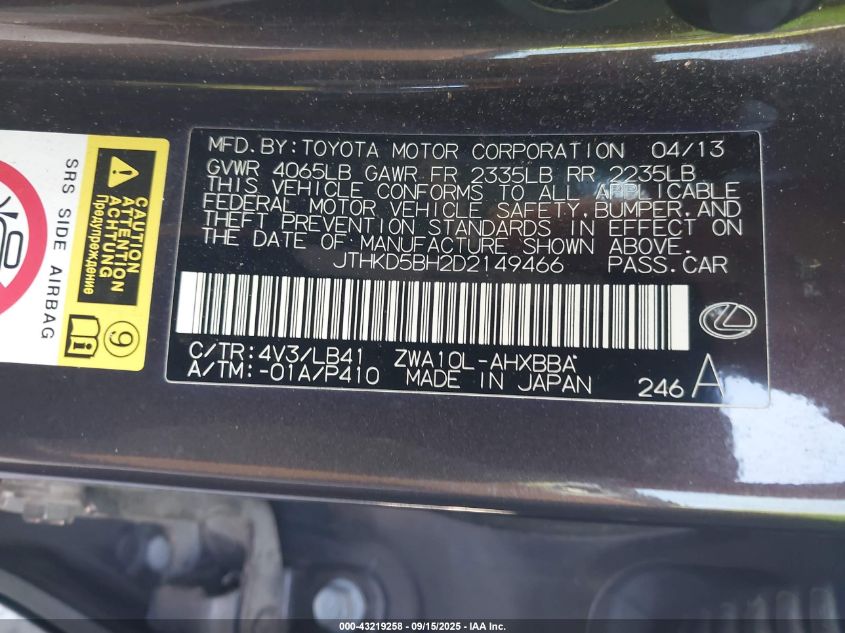 MFD.BY:TOYOTA MOTOR CORPORATION 04/13
GVWR 4065LB GAWR FR 2335LB RR 2235LB
THIS VEHICLE CONFORMS TO ALL APPLICABLE
FEDERAL MOTOR VEHICLE SAFETY,BUMPER,AND
THEFT PREVENTION STANDARDS IN EFFECT ON
THE DATE OF MANUFACTURE SHOWN ABOVE.
JTHKD5BH2D2149466 PASS.CAR
C/TR:4V3/LB41 ZWA10L-AHXBBA*
A/TM:-01A/P410 MADE IN JAPAN 246 A
SRS SIDE AIRBAG
CAUTION
ATTENTION
ACHTUNG
Предупреждение
9
000-43219258 - 09/15/2025 - IAA Inc.